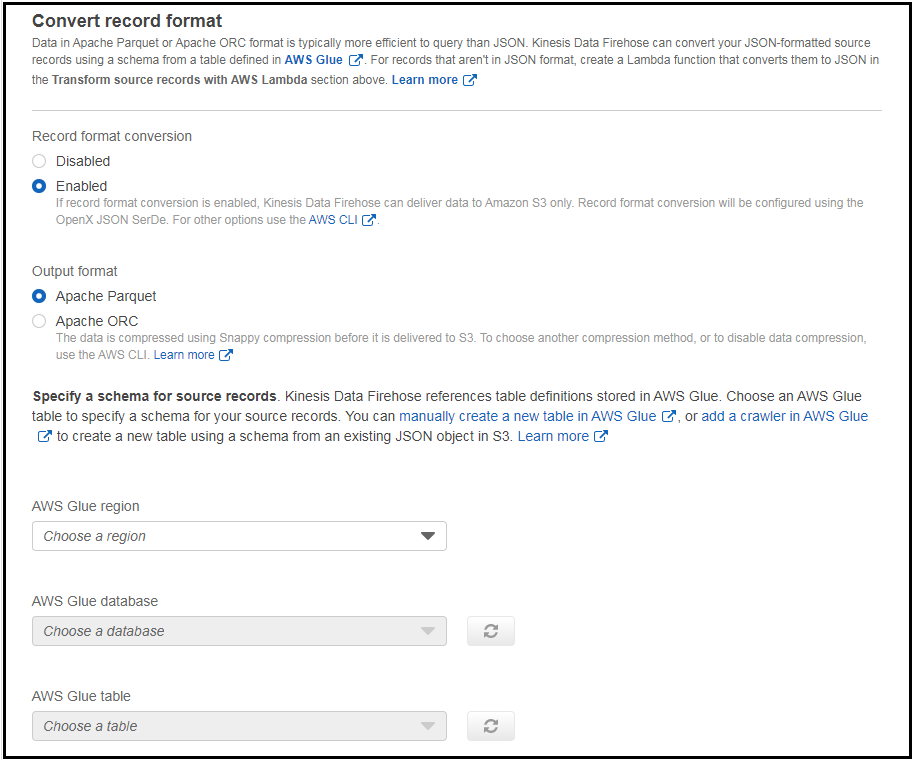 Convert record format
Data in Apache Parquet or Apache ORC format is typically more efficient to query than JSON. Kinesis Data Firehose can convert your JSON-formatted source
records using a schema from a table defined in AWS Glue. For records that aren't in JSON format, create a Lambda function that converts them to JSON in
the Transform source records with AWS Lambda section above. Learn more
Record format conversion
Disabled
Enabled
If record format conversion is enabled, Kinesis Data Firehose can deliver data to Amazon S3 only. Record format conversion will be configured using the
OpenX JSON SerDe. For other options use the AWS CLI.
Output format
Apache Parquet
Apache ORC
The data is compressed using Snappy compression before it is delivered to S3. To choose another compression method, or to disable data compression,
use the AWS CLI. Learn more
Specify a schema for source records. Kinesis Data Firehose references table definitions stored in AWS Glue. Choose an AWS Glue
table to specify a schema for your source records. You can manually create a new table in AWS Glue, or add a crawler in AWS Glue
to create a new table using a schema from an existing JSON object in S3. Learn more
AWS Glue region
Choose a region
AWS Glue database
Choose a database
AWS Glue table
Choose a table